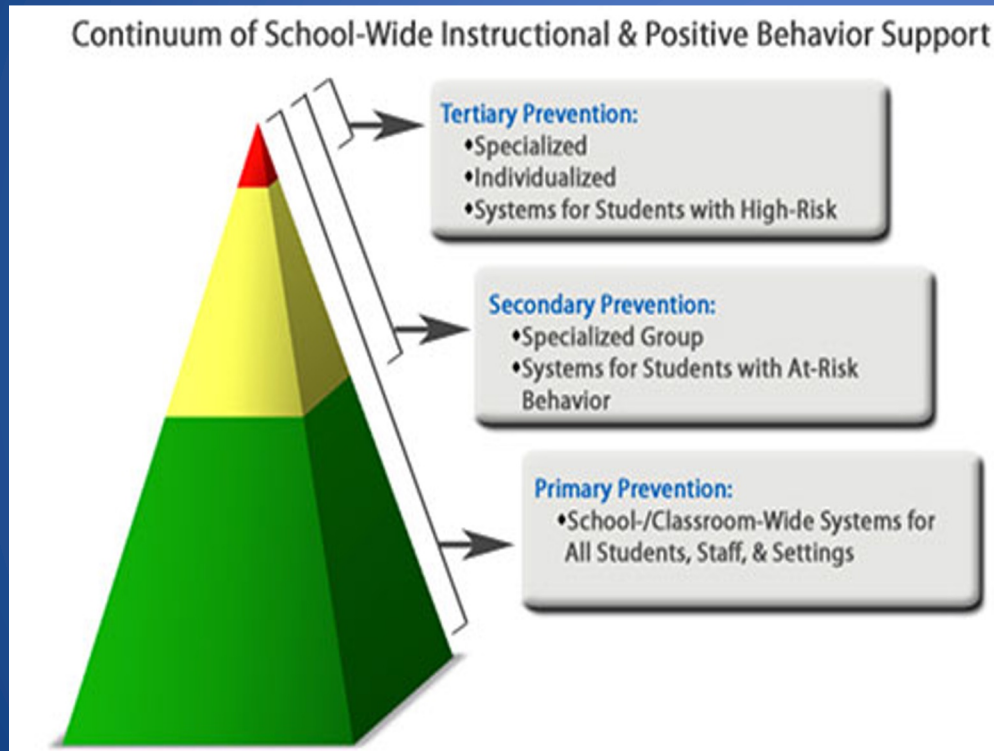 Continuum of School-Wide Instructional & Positive Behavior Support
Tertiary Prevention:
♦Specialized
♦Individualized
♦Systems for Students with High-Risk
Secondary Prevention:
♦Specialized Group
♦Systems for Students with At-Risk
Behavior
Primary Prevention:
♦School-/Classroom-Wide Systems for
All Students, Staff, & Settings